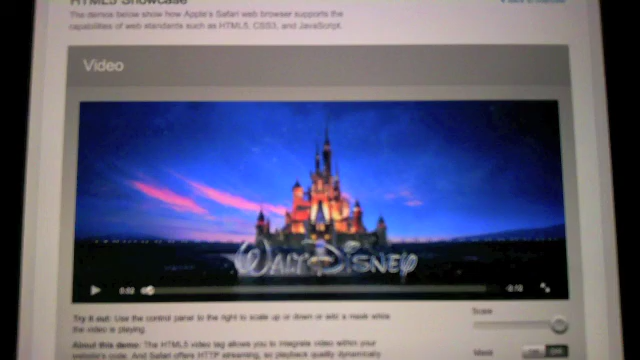 HTML5 Showcase
The demos below show how Apple's Safari web browser supports the
capabilities of web standards such as HTML5, CSS3, and JavaScript.
Video
WALT DISNEY
0:02
Try it out: Use the control panel to the right to scale up or down or add a mask while
the video is playing.
Scale
About this demo: The HTML5 video tag allows you to integrate video within your
website's code. And Safari offers HTTP streaming, so playback quality dynamically
Mask